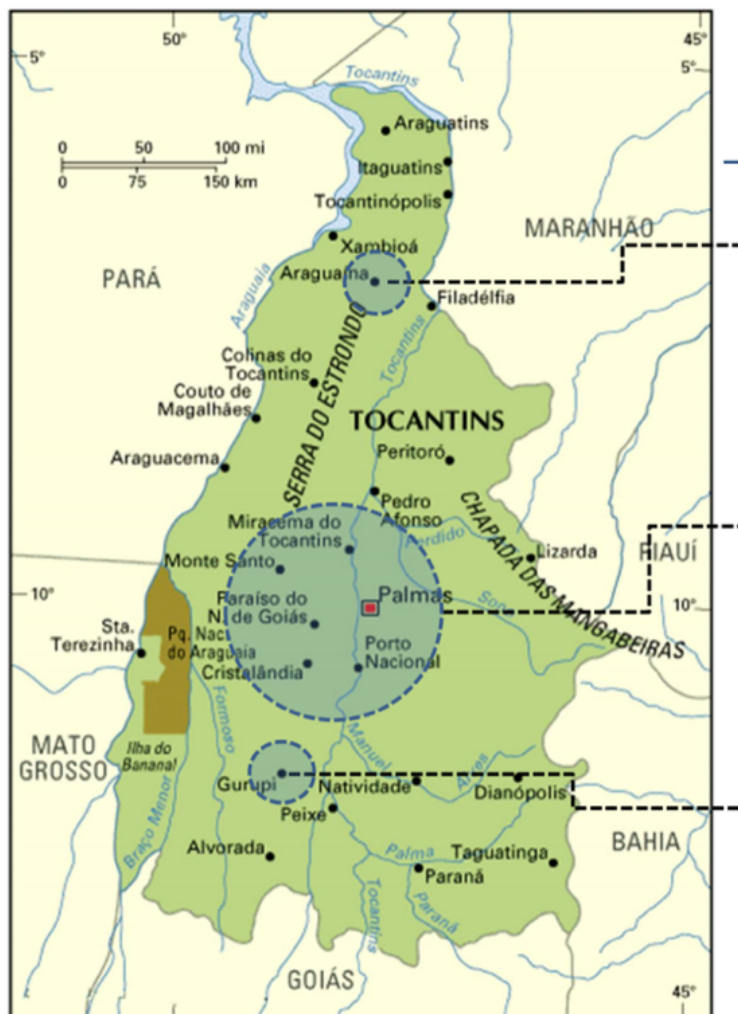 50°
45°
5°
5°
Tocantins
Araguatins
0 50 100 mi
0 75 150 km
Itaguatins
Tocantinópolis
MARANHÃO
Xambioá
PARÁ
Araguaína
Araguaia
Filadélfia
Tocantins
Colinas do
Tocantins
SERRA DO ESTRONDO
Couto de
Magalhães
TOCANTINS
Peritoró
Araguacema
Pedro
Afonso
CHAPADA DAS MANGABEIRAS
Miracema do
Tocantins
Perdido
Lizarda
PIAUÍ
Monte Santo
10°
Palmas
Sono
10°
Paraíso do
N. de Goiás
Sta.
Terezinha
Pq. Nac.
do Araguaia
Porto
Nacional
Cristalândia
Formoso
MATO
GROSSO
Ilha do
Bananal
Manuel Alves
Gurupi
Natividade
Dianópolis
Peixe
Braço Menor
BAHIA
Alvorada
Palma
Taguatinga
Paranã
Tocantins
Paranã
GOIÁS
45°